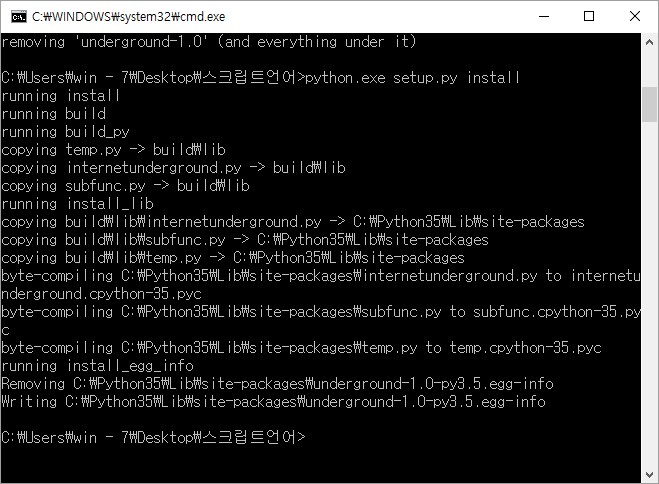 C:₩WINDOWS₩system32₩cmd.exe
removing 'underground-1.0' (and everything under it)
C:₩Users₩win - 7₩Desktop₩스크립트언어>python.exe setup.py install
running install
running build
running build_py
copying temp.py -> build₩lib
copying internetunderground.py -> build₩lib
copying subfunc.py -> build₩lib
running install_lib
copying build₩lib₩internetunderground.py -> C:₩Python35₩Lib₩site-packages
copying build₩lib₩subfunc.py -> C:₩Python35₩Lib₩site-packages
copying build₩lib₩temp.py -> C:₩Python35₩Lib₩site-packages
byte-compiling C:₩Python35₩Lib₩site-packages₩internetunderground.py to internetu
nderground.cpython-35.pyc
byte-compiling C:₩Python35₩Lib₩site-packages₩subfunc.py to subfunc.cpython-35.py
c
byte-compiling C:₩Python35₩Lib₩site-packages₩temp.py to temp.cpython-35.pyc
running install_egg_info
Removing C:₩Python35₩Lib₩site-packages₩underground-1.0-py3.5.egg-info
Writing C:₩Python35₩Lib₩site-packages₩underground-1.0-py3.5.egg-info
C:₩Users₩win - 7₩Desktop₩스크립트언어>